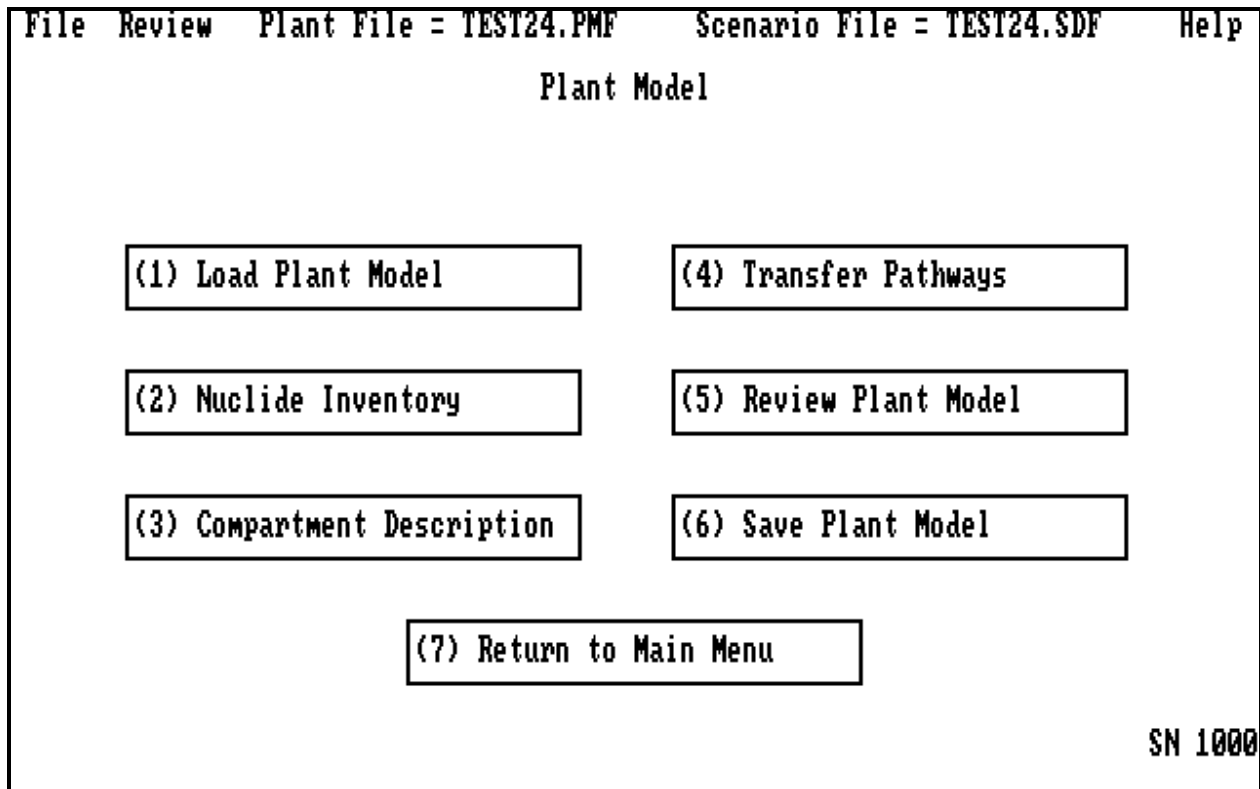 File Review Plant File = TEST24.PMF Scenario File = TEST24.SDF Help
Plant Model
(1) Load Plant Model
(4) Transfer Pathways
(2) Nuclide Inventory
(5) Review Plant Model
(3) Compartment Description
(6) Save Plant Model
(7) Return to Main Menu
SN 1000